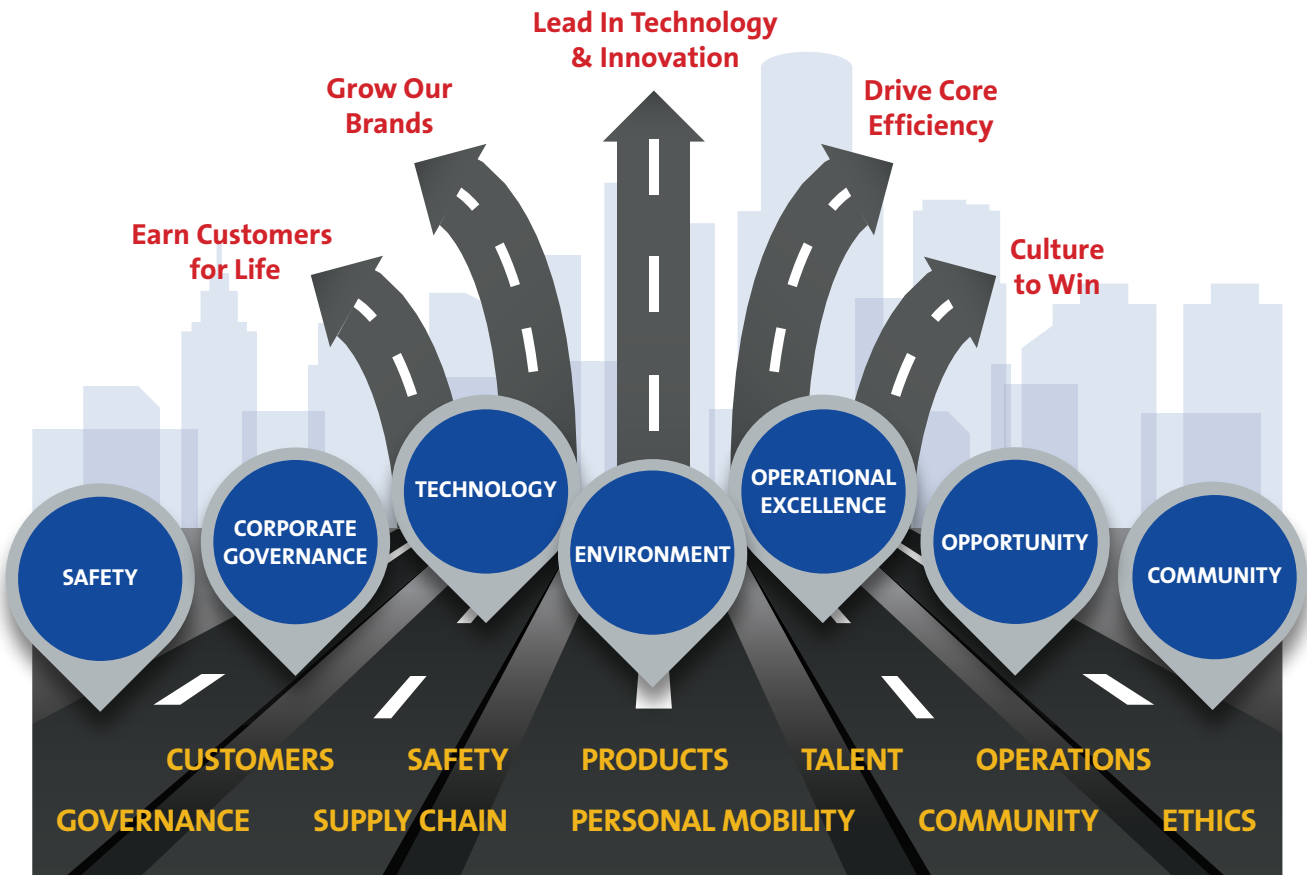 Lead In Technology
& Innovation
Grow Our
Brands
Drive Core
Efficiency
Earn Customers
for Life
Culture
to Win
TECHNOLOGY
OPERATIONAL
EXCELLENCE
CORPORATE
GOVERNANCE
ENVIRONMENT
OPPORTUNITY
SAFETY
COMMUNITY
CUSTOMERS SAFETY PRODUCTS TALENT OPERATIONS
GOVERNANCE SUPPLY CHAIN PERSONAL MOBILITY COMMUNITY ETHICS